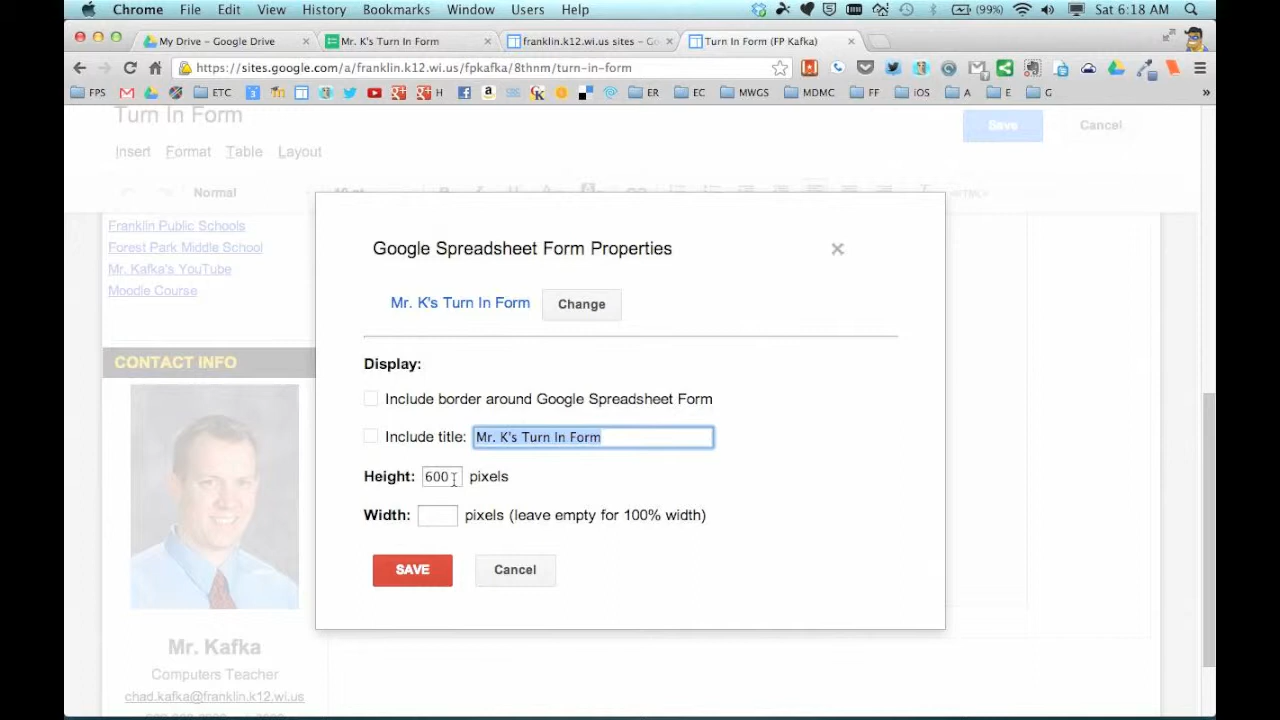 Chrome File Edit View History Bookmarks Window Users Help (99%) Sat 6:18 AM
My Drive – Google Drive Mr. K's Turn In Form franklin.k12.wi.us sites – Go Turn In Form (FP Kafka)
https://sites.google.com/a/franklin.k12.wi.us/fpkafka/8thnm/turn-in-form
FPS ETC H ER EC MWGS MDMC FF iOS A E G »
Turn In Form
Save Cancel
Insert Format Table Layout
Normal
Franklin Public Schools
Forest Park Middle School
Mr. Kafka's YouTube
Moodle Course
CONTACT INFO
Mr. Kafka
Computers Teacher
chad.kafka@franklin.k12.wi.us
Google Spreadsheet Form Properties
Mr. K's Turn In Form Change
Display:
Include border around Google Spreadsheet Form
Include title: Mr. K's Turn In Form
Height: 600 pixels
Width: pixels (leave empty for 100% width)
SAVE Cancel